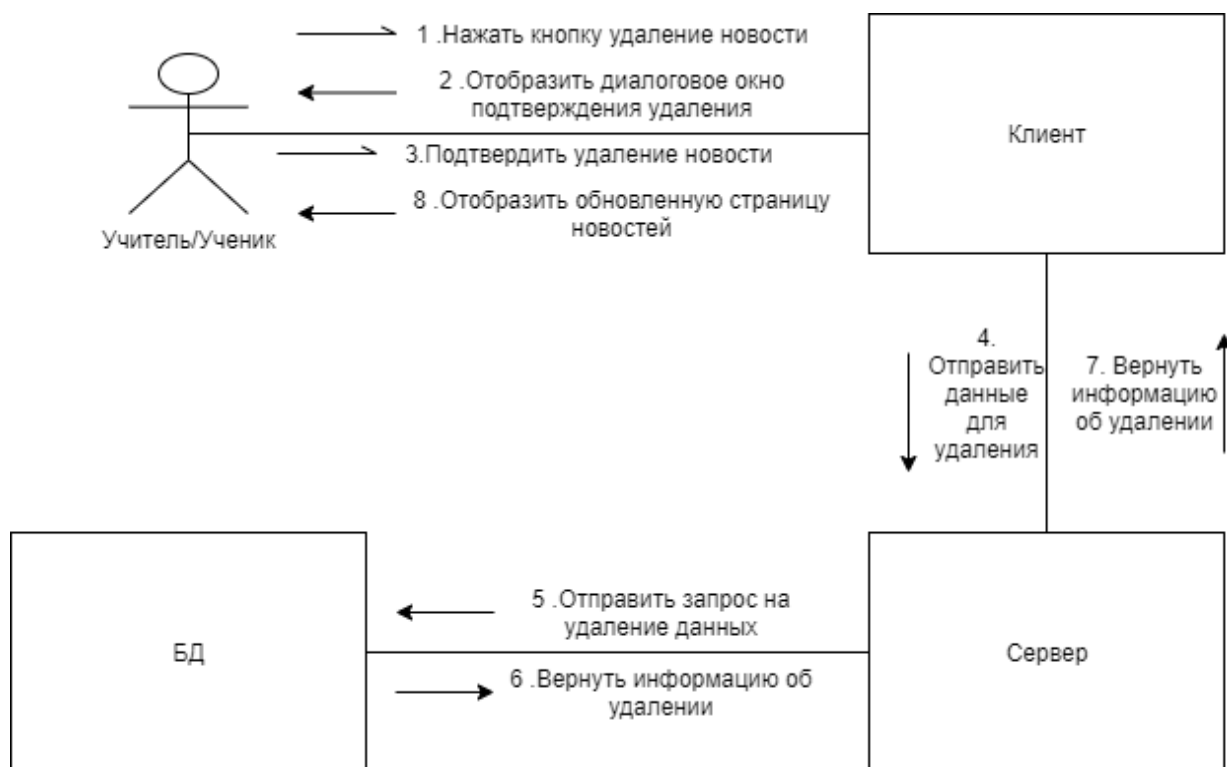 1 .Нажать кнопку удаление новости
2 .Отобразить диалоговое окно
подтверждения удаления
Клиент
3.Подтвердить удаление новости
8 .Отобразить обновленную страницу
новостей
Учитель/Ученик
4.
Отправить
данные
для
удаления
7. Вернуть
информацию
об удалении
5 .Отправить запрос на
удаление данных
БД
Сервер
6 .Вернуть информацию об
удалении